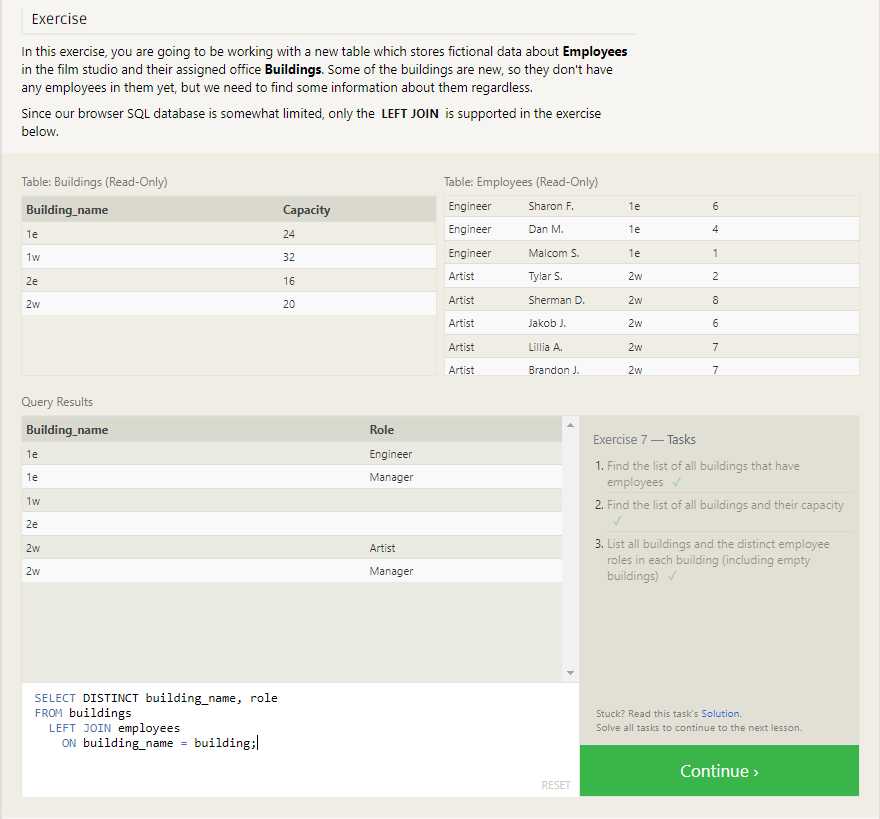 Exercise
In this exercise, you are going to be working with a new table which stores fictional data about Employees
in the film studio and their assigned office Buildings. Some of the buildings are new, so they don't have
any employees in them yet, but we need to find some information about them regardless.
Since our browser SQL database is somewhat limited, only the LEFT JOIN is supported in the exercise
below.
Table: Buildings (Read-Only)
Building_name Capacity
1e 24
1w 32
2e 16
2w 20
Table: Employees (Read-Only)
Engineer Sharon F. 1e 6
Engineer Dan M. 1e 4
Engineer Malcom S. 1e 1
Artist Tylar S. 2w 2
Artist Sherman D. 2w 8
Artist Jakob J. 2w 6
Artist Lillia A. 2w 7
Artist Brandon J. 2w 7
Query Results
Building_name Role
1e Engineer
1e Manager
1w
2e
2w Artist
2w Manager
SELECT DISTINCT building_name, role
FROM buildings
LEFT JOIN employees
ON building_name = building;
RESET
Exercise 7 — Tasks
1. Find the list of all buildings that have
employees ✓
2. Find the list of all buildings and their capacity
✓
3. List all buildings and the distinct employee
roles in each building (including empty
buildings) ✓
Stuck? Read this task's Solution.
Solve all tasks to continue to the next lesson.
Continue ›